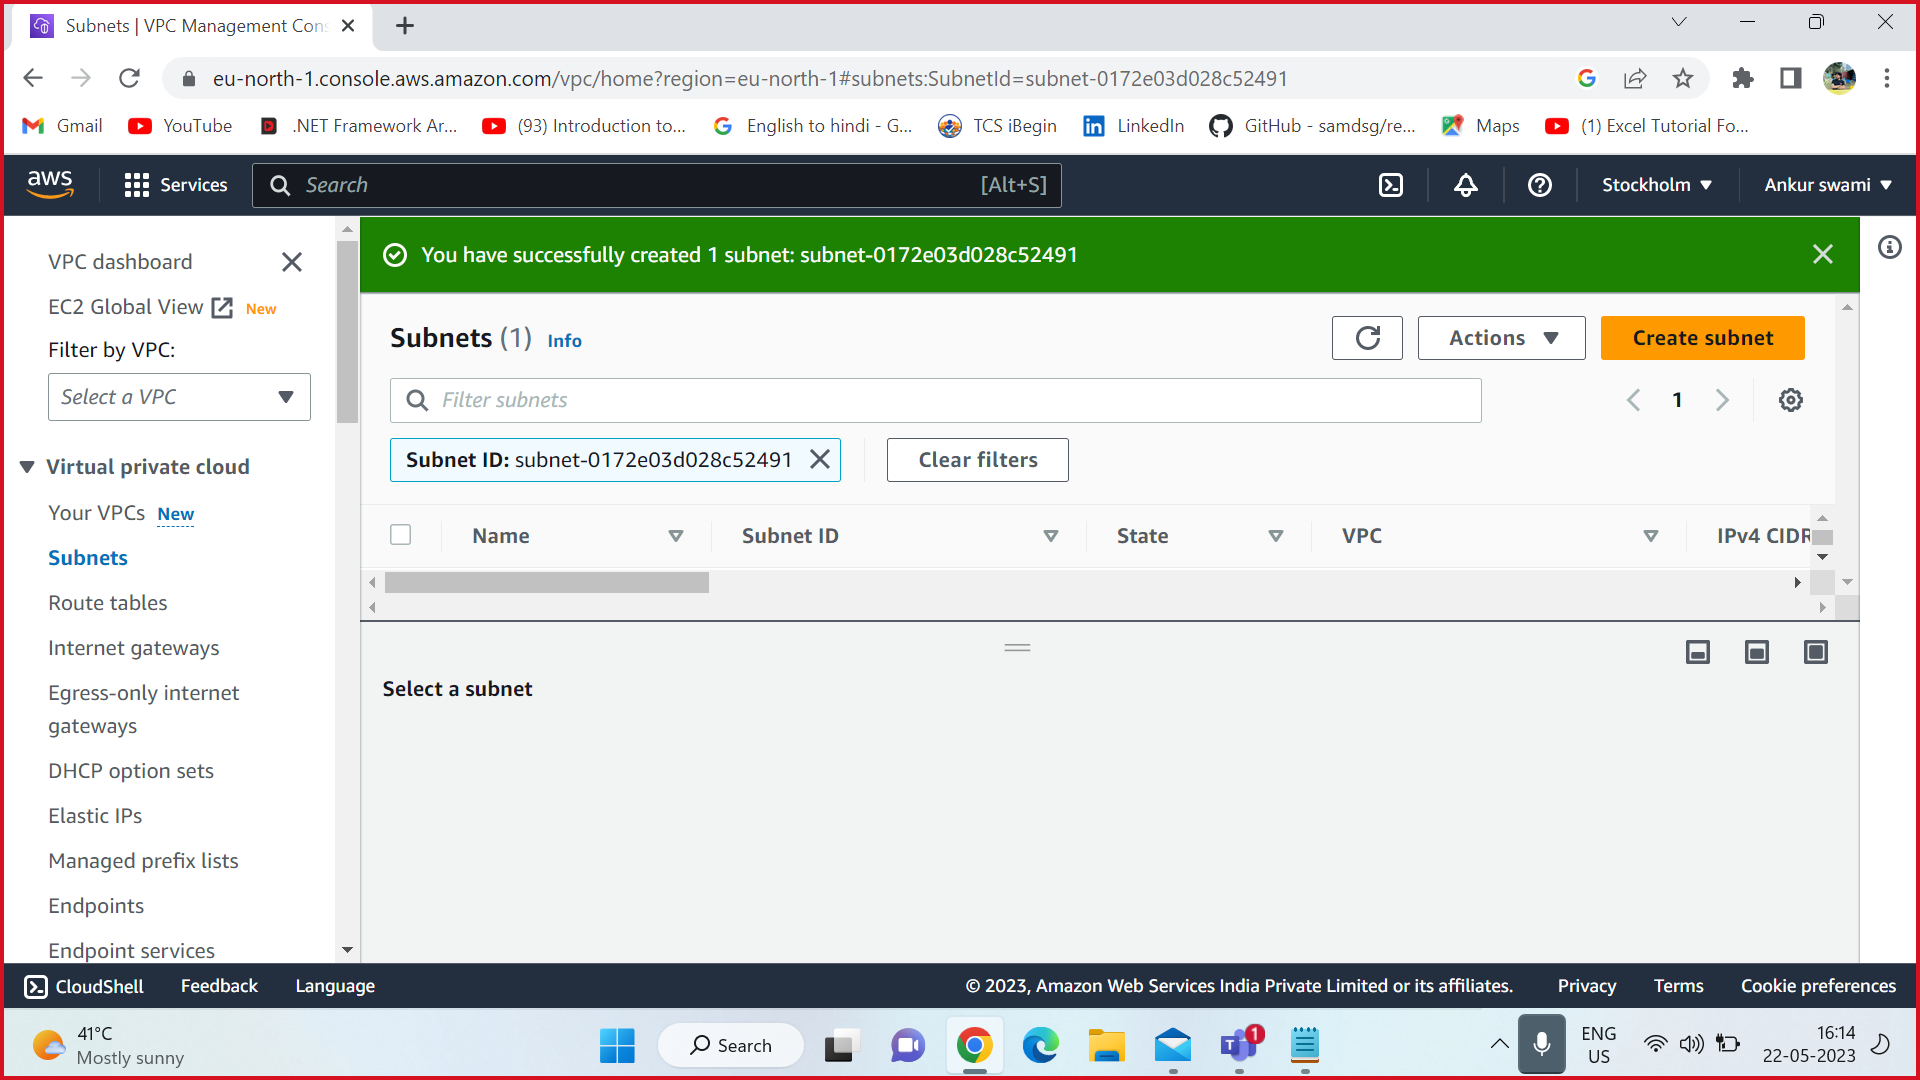 Subnets | VPC Management Con
eu-north-1.console.aws.amazon.com/vpc/home?region=eu-north-1#subnets:SubnetId=subnet-0172e03d028c52491
Gmail
YouTube
.NET Framework Ar...
(93) Introduction to...
English to hindi - G...
TCS iBegin
LinkedIn
GitHub - samdsg/re...
Maps
(1) Excel Tutorial Fo...
aws
Services
Search
[Alt+S]
Stockholm
Ankur swami
VPC dashboard
EC2 Global View New
Filter by VPC:
Select a VPC
Virtual private cloud
Your VPCs New
Subnets
Route tables
Internet gateways
Egress-only internet
gateways
DHCP option sets
Elastic IPs
Managed prefix lists
Endpoints
Endpoint services
You have successfully created 1 subnet: subnet-0172e03d028c52491
Subnets (1) Info
Actions
Create subnet
Filter subnets
1
Subnet ID: subnet-0172e03d028c52491
Clear filters
Name
Subnet ID
State
VPC
IPv4 CIDR
Select a subnet
CloudShell
Feedback
Language
© 2023, Amazon Web Services India Private Limited or its affiliates.
Privacy
Terms
Cookie preferences
41°C
Mostly sunny
Search
1
ENG
US
16:14
22-05-2023